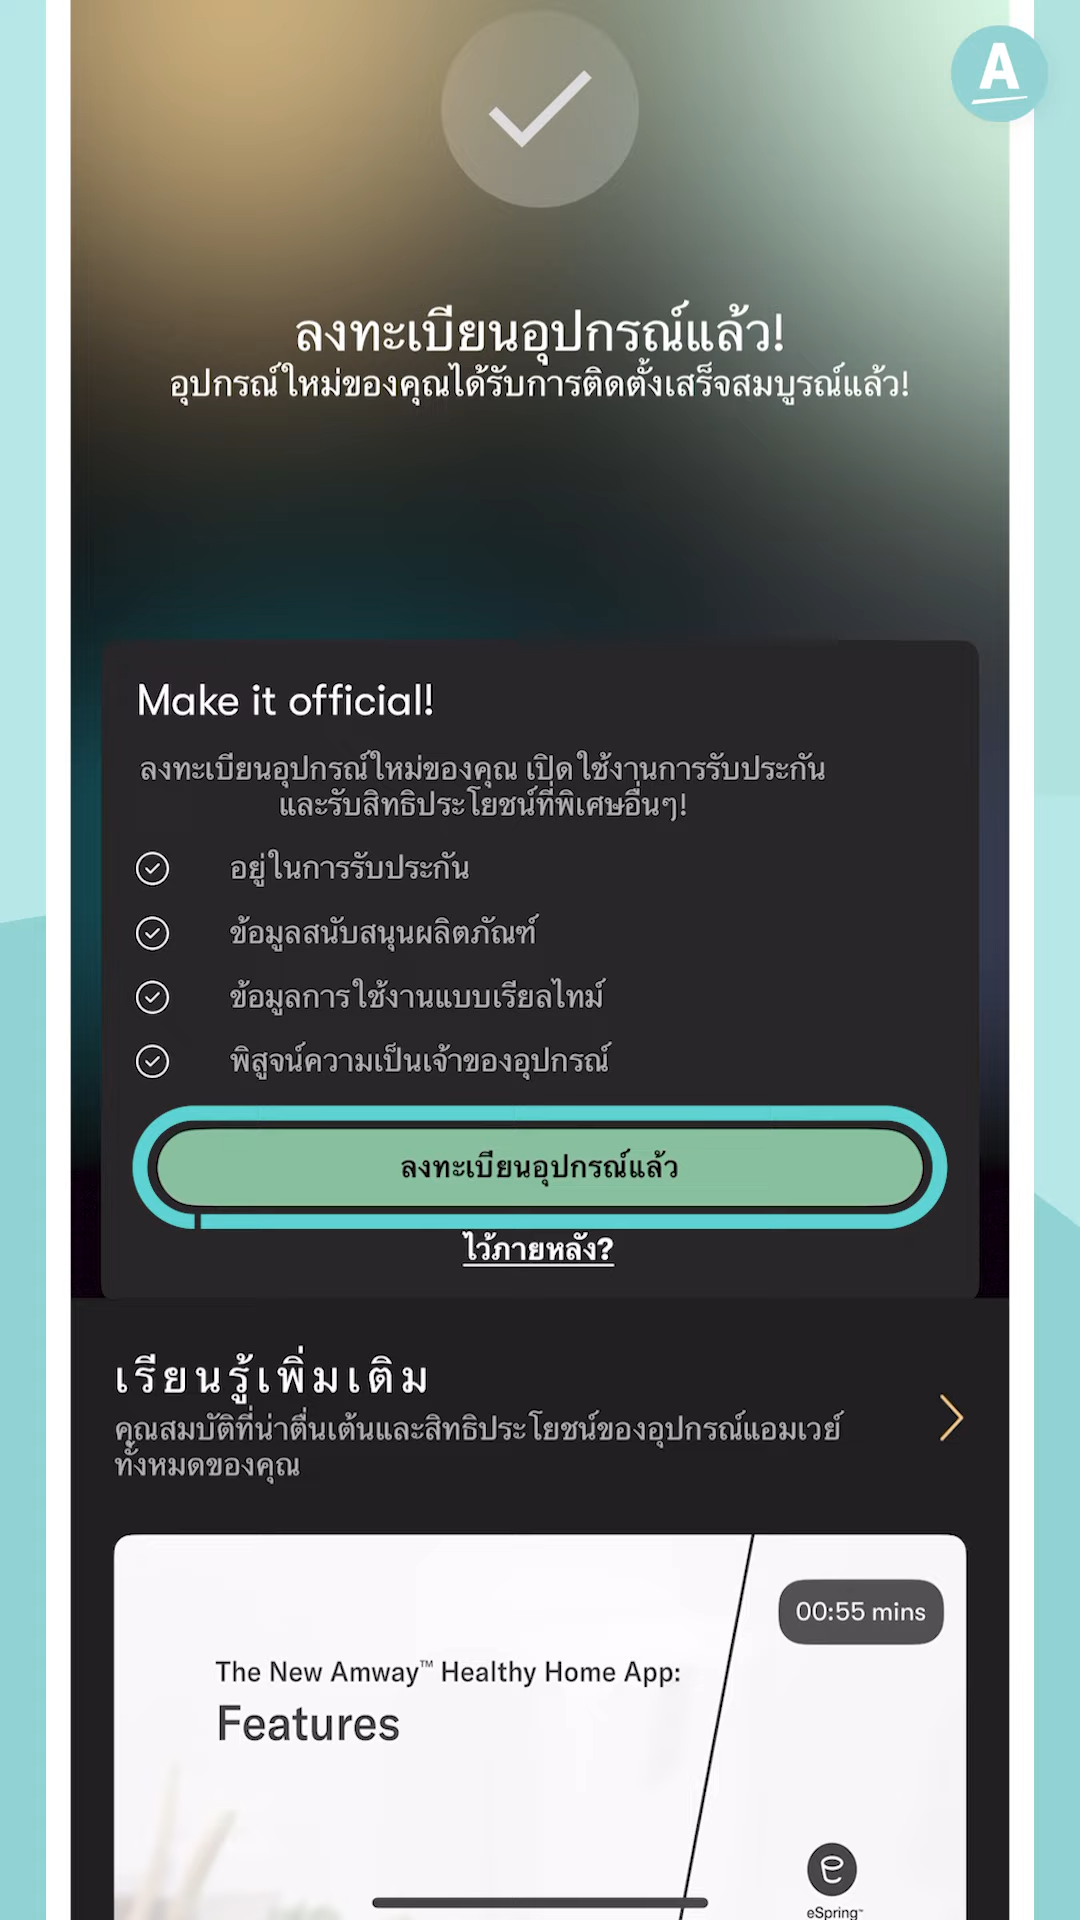 A
ลงทะเบียนอุปกรณ์แล้ว!
อุปกรณ์ใหม่ของคุณได้รับการติดตั้งเสร็จสมบูรณ์แล้ว!
Make it official!
ลงทะเบียนอุปกรณ์ใหม่ของคุณ เปิดใช้งานการรับประกัน
และรับสิทธิประโยชน์ที่พิเศษอื่นๆ!
อยู่ในการรับประกัน
ข้อมูลสนับสนุนผลิตภัณฑ์
ข้อมูลการใช้งานแบบเรียลไทม์
พิสูจน์ความเป็นเจ้าของอุปกรณ์
ลงทะเบียนอุปกรณ์แล้ว
ไว้ภายหลัง?
เรียนรู้เพิ่มเติม
คุณสมบัติที่น่าตื่นเต้นและสิทธิประโยชน์ของอุปกรณ์แอมเวย์
ทั้งหมดของคุณ
00:55 mins
The New Amway™ Healthy Home App:
Features
eSpring™